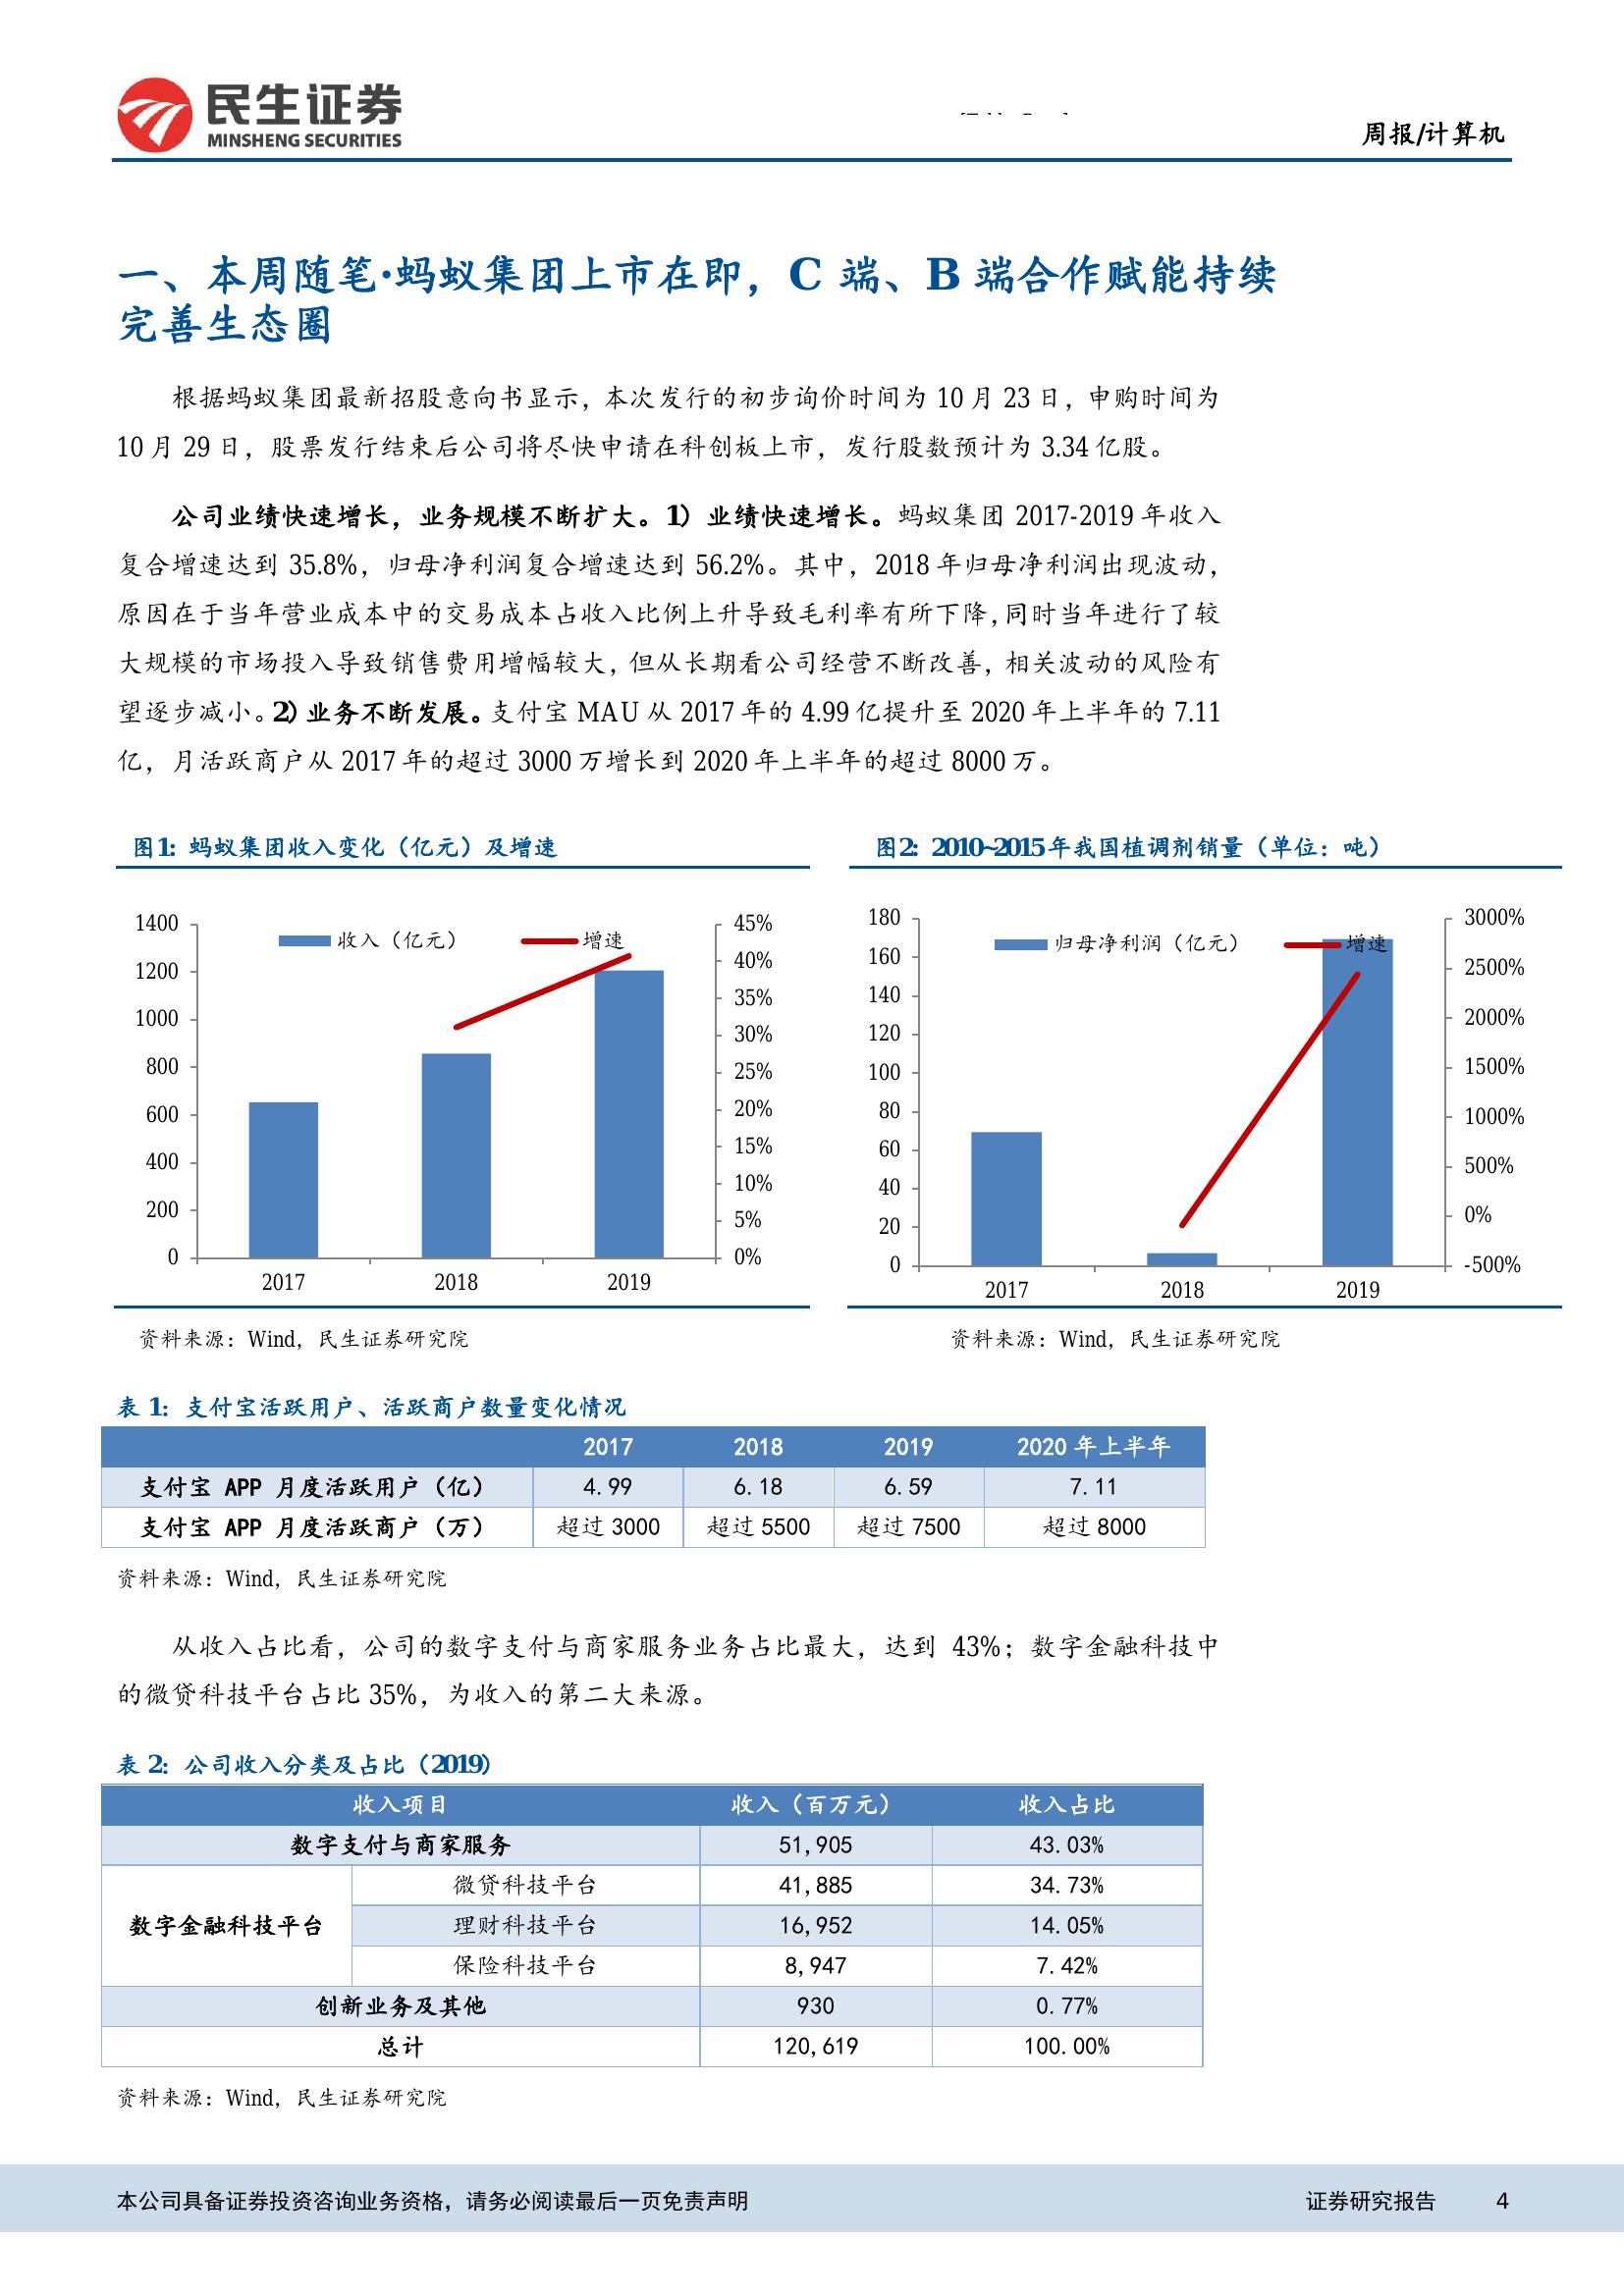 民生证券
MINSHENG SECURITIES
周报/计算机
一、本周随笔·蚂蚁集团上市在即，C 端、B 端合作赋能持续
完善生态圈
根据蚂蚁集团最新招股意向书显示，本次发行的初步询价时间为 10 月 23 日，申购时间为
10 月 29 日，股票发行结束后公司将尽快申请在科创板上市，发行股数预计为 3.34 亿股。
公司业绩快速增长，业务规模不断扩大。1）业绩快速增长。蚂蚁集团 2017-2019 年收入
复合增速达到 35.8%，归母净利润复合增速达到 56.2%。其中，2018 年归母净利润出现波动，
原因在于当年营业成本中的交易成本占收入比例上升导致毛利率有所下降，同时当年进行了较
大规模的市场投入导致销售费用增幅较大，但从长期看公司经营不断改善，相关波动的风险有
望逐步减小。2）业务不断发展。支付宝 MAU 从 2017 年的 4.99 亿提升至 2020 年上半年的 7.11
亿，月活跃商户从 2017 年的超过 3000 万增长到 2020 年上半年的超过 8000 万。
图1：蚂蚁集团收入变化（亿元）及增速
1400
1200
1000
800
600
400
200
0
收入（亿元） 增速
45%
40%
35%
30%
25%
20%
15%
10%
5%
0%
2017 2018 2019
资料来源：Wind，民生证券研究院
图2：2010~2015年我国植调剂销量（单位：吨）
180
160
140
120
100
80
60
40
20
0
归母净利润（亿元） 增速
3000%
2500%
2000%
1500%
1000%
500%
0%
-500%
2017 2018 2019
资料来源：Wind，民生证券研究院
表 1：支付宝活跃用户、活跃商户数量变化情况
2017 2018 2019 2020 年上半年
支付宝 APP 月度活跃用户（亿） 4.99 6.18 6.59 7.11
支付宝 APP 月度活跃商户（万） 超过 3000 超过 5500 超过 7500 超过 8000
资料来源：Wind，民生证券研究院
从收入占比看，公司的数字支付与商家服务业务占比最大，达到 43%；数字金融科技中
的微贷科技平台占比 35%，为收入的第二大来源。
表 2：公司收入分类及占比（2019）
收入项目 收入（百万元） 收入占比
数字支付与商家服务 51,905 43.03%
数字金融科技平台
微贷科技平台 41,885 34.73%
理财科技平台 16,952 14.05%
保险科技平台 8,947 7.42%
创新业务及其他 930 0.77%
总计 120,619 100.00%
资料来源：Wind，民生证券研究院
本公司具备证券投资咨询业务资格，请务必阅读最后一页免责声明 证券研究报告 4